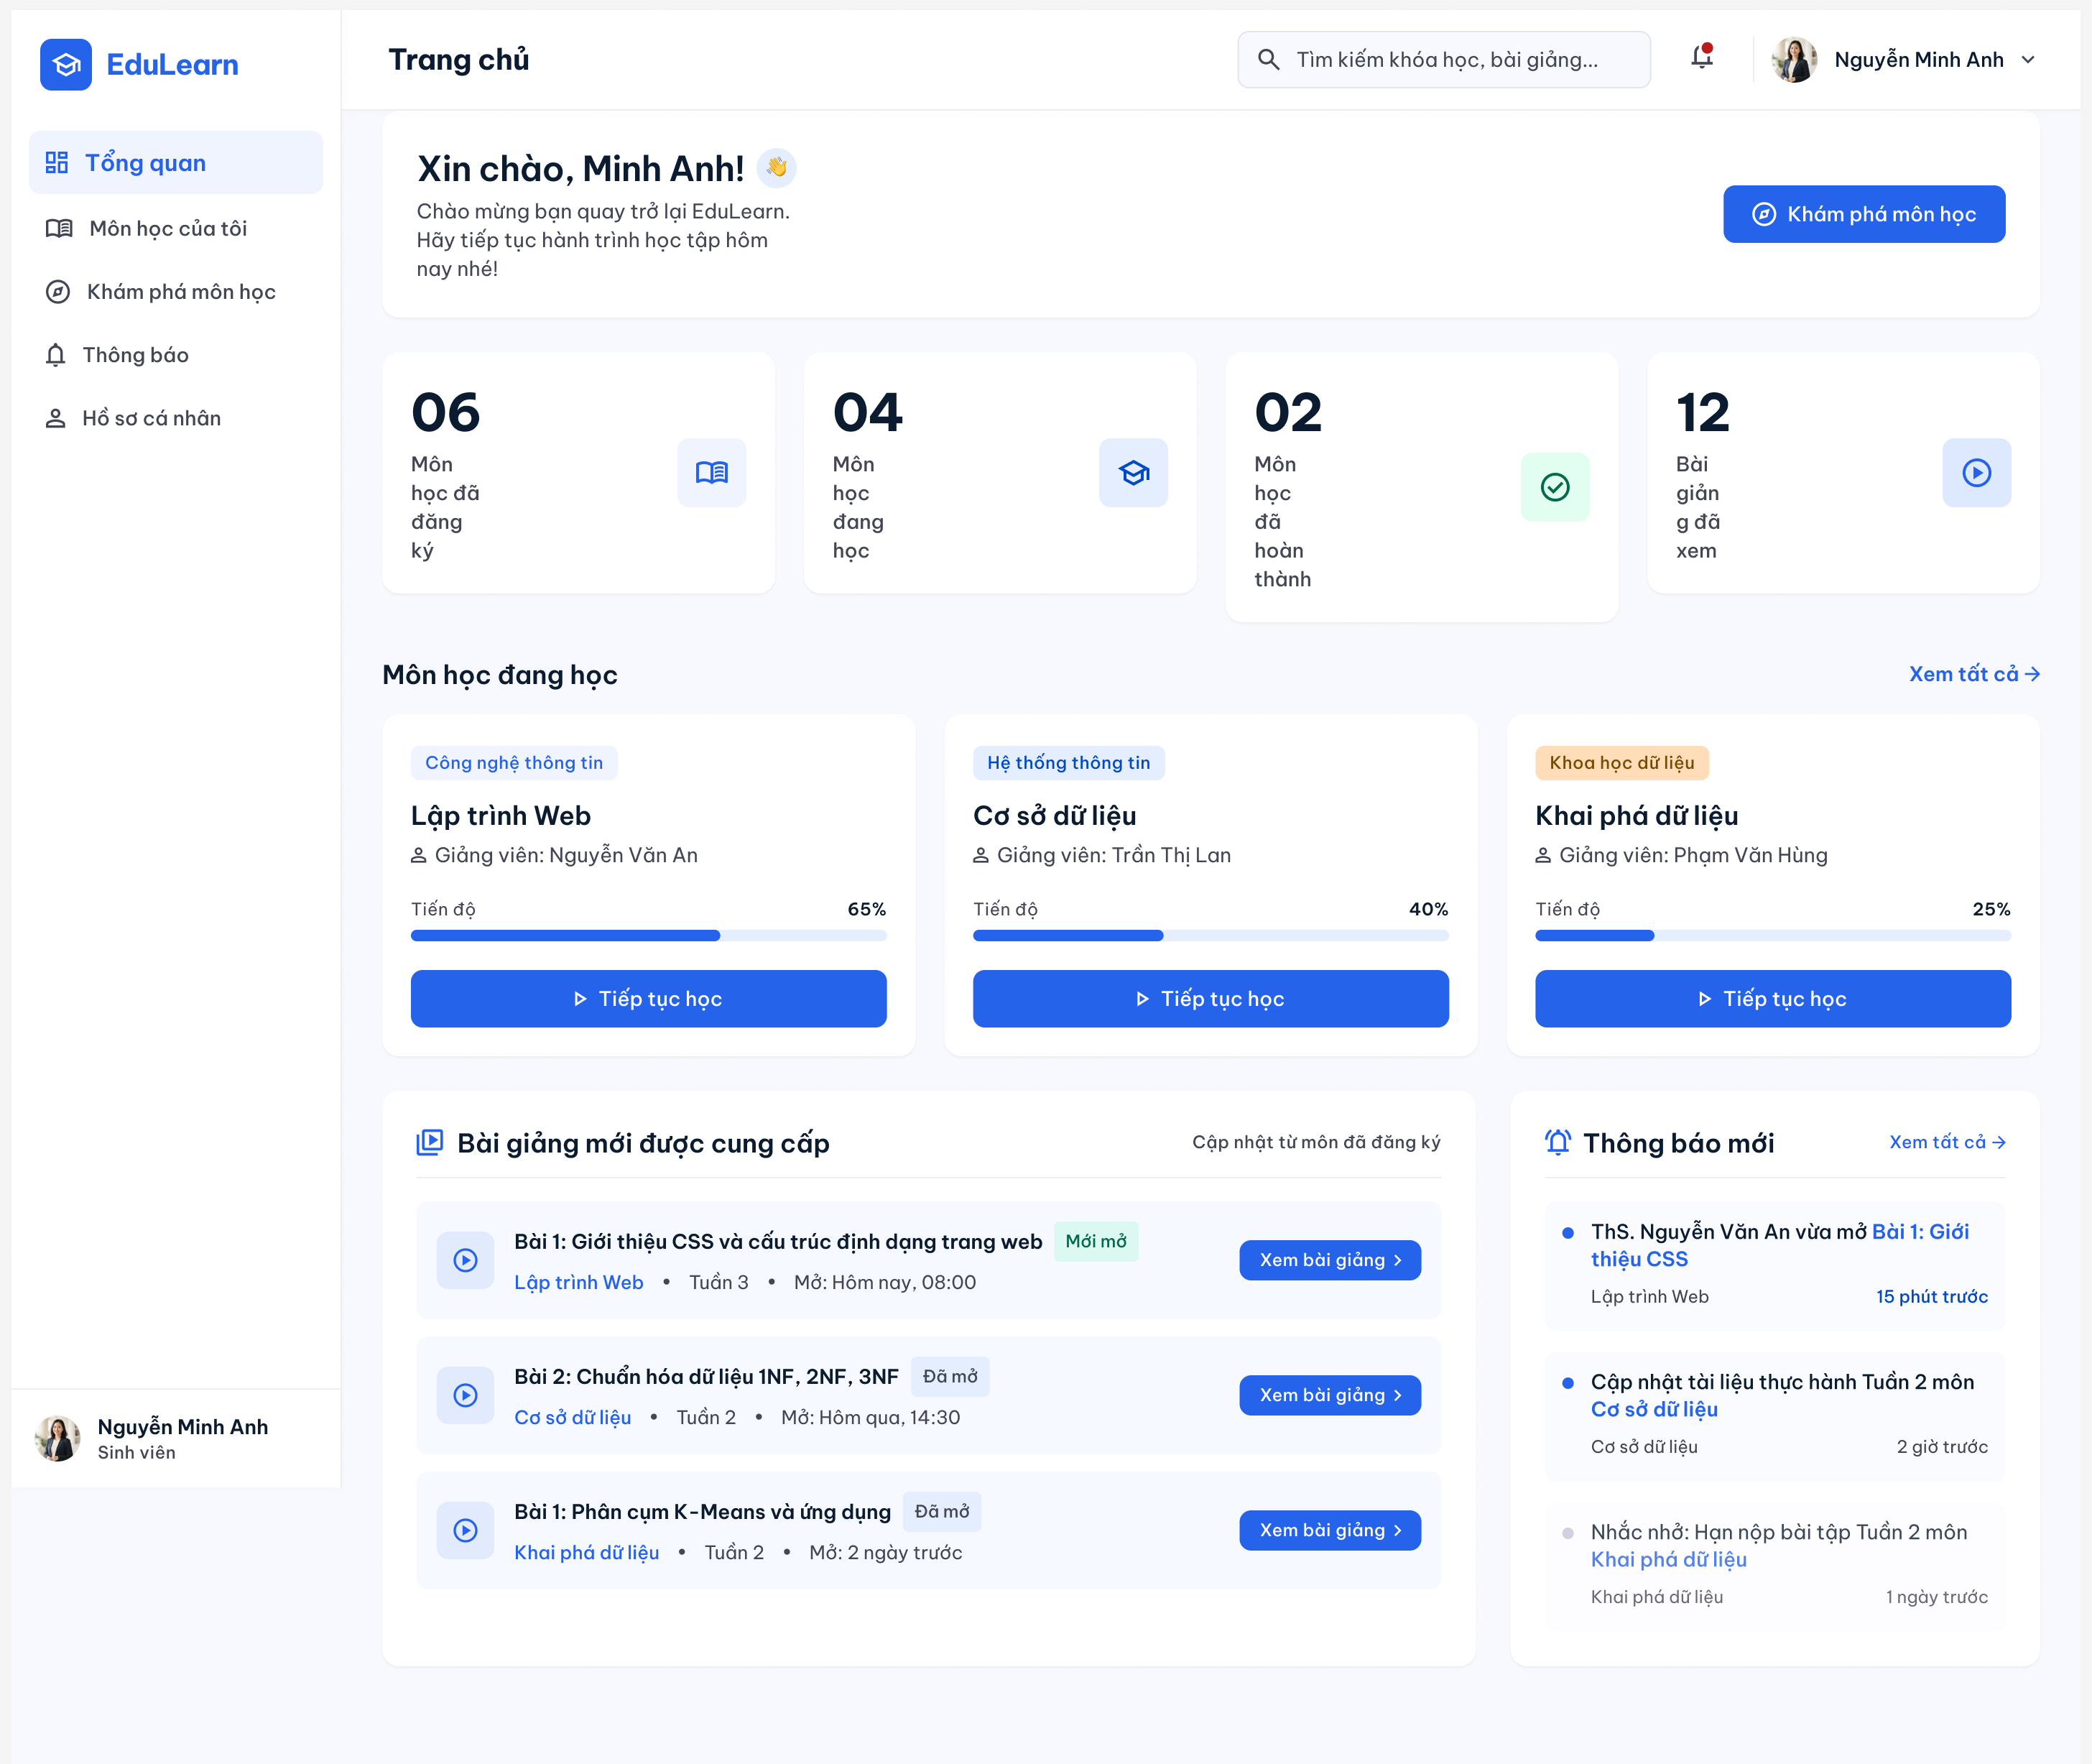 EduLearn
Tổng quan
Môn học của tôi
Khám phá môn học
Thông báo
Hồ sơ cá nhân
Nguyễn Minh Anh
Sinh viên
Trang chủ
Tìm kiếm khóa học, bài giảng...
Nguyễn Minh Anh
Xin chào, Minh Anh! 👋
Chào mừng bạn quay trở lại EduLearn.
Hãy tiếp tục hành trình học tập hôm
nay nhé!
Khám phá môn học
06
Môn
học đã
đăng
ký
04
Môn
học
đang
học
02
Môn
học
đã
hoàn
thành
12
Bài
giản
g đã
xem
Môn học đang học
Xem tất cả →
Công nghệ thông tin
Lập trình Web
Giảng viên: Nguyễn Văn An
Tiến độ 65%
Tiếp tục học
Hệ thống thông tin
Cơ sở dữ liệu
Giảng viên: Trần Thị Lan
Tiến độ 40%
Tiếp tục học
Khoa học dữ liệu
Khai phá dữ liệu
Giảng viên: Phạm Văn Hùng
Tiến độ 25%
Tiếp tục học
Bài giảng mới được cung cấp
Cập nhật từ môn đã đăng ký
Bài 1: Giới thiệu CSS và cấu trúc định dạng trang web Mới mở
Lập trình Web • Tuần 3 • Mở: Hôm nay, 08:00
Xem bài giảng >
Bài 2: Chuẩn hóa dữ liệu 1NF, 2NF, 3NF Đã mở
Cơ sở dữ liệu • Tuần 2 • Mở: Hôm qua, 14:30
Xem bài giảng >
Bài 1: Phân cụm K-Means và ứng dụng Đã mở
Khai phá dữ liệu • Tuần 2 • Mở: 2 ngày trước
Xem bài giảng >
Thông báo mới
Xem tất cả →
ThS. Nguyễn Văn An vừa mở Bài 1: Giới
thiệu CSS
Lập trình Web 15 phút trước
Cập nhật tài liệu thực hành Tuần 2 môn
Cơ sở dữ liệu
Cơ sở dữ liệu 2 giờ trước
Nhắc nhở: Hạn nộp bài tập Tuần 2 môn
Khai phá dữ liệu
Khai phá dữ liệu 1 ngày trước